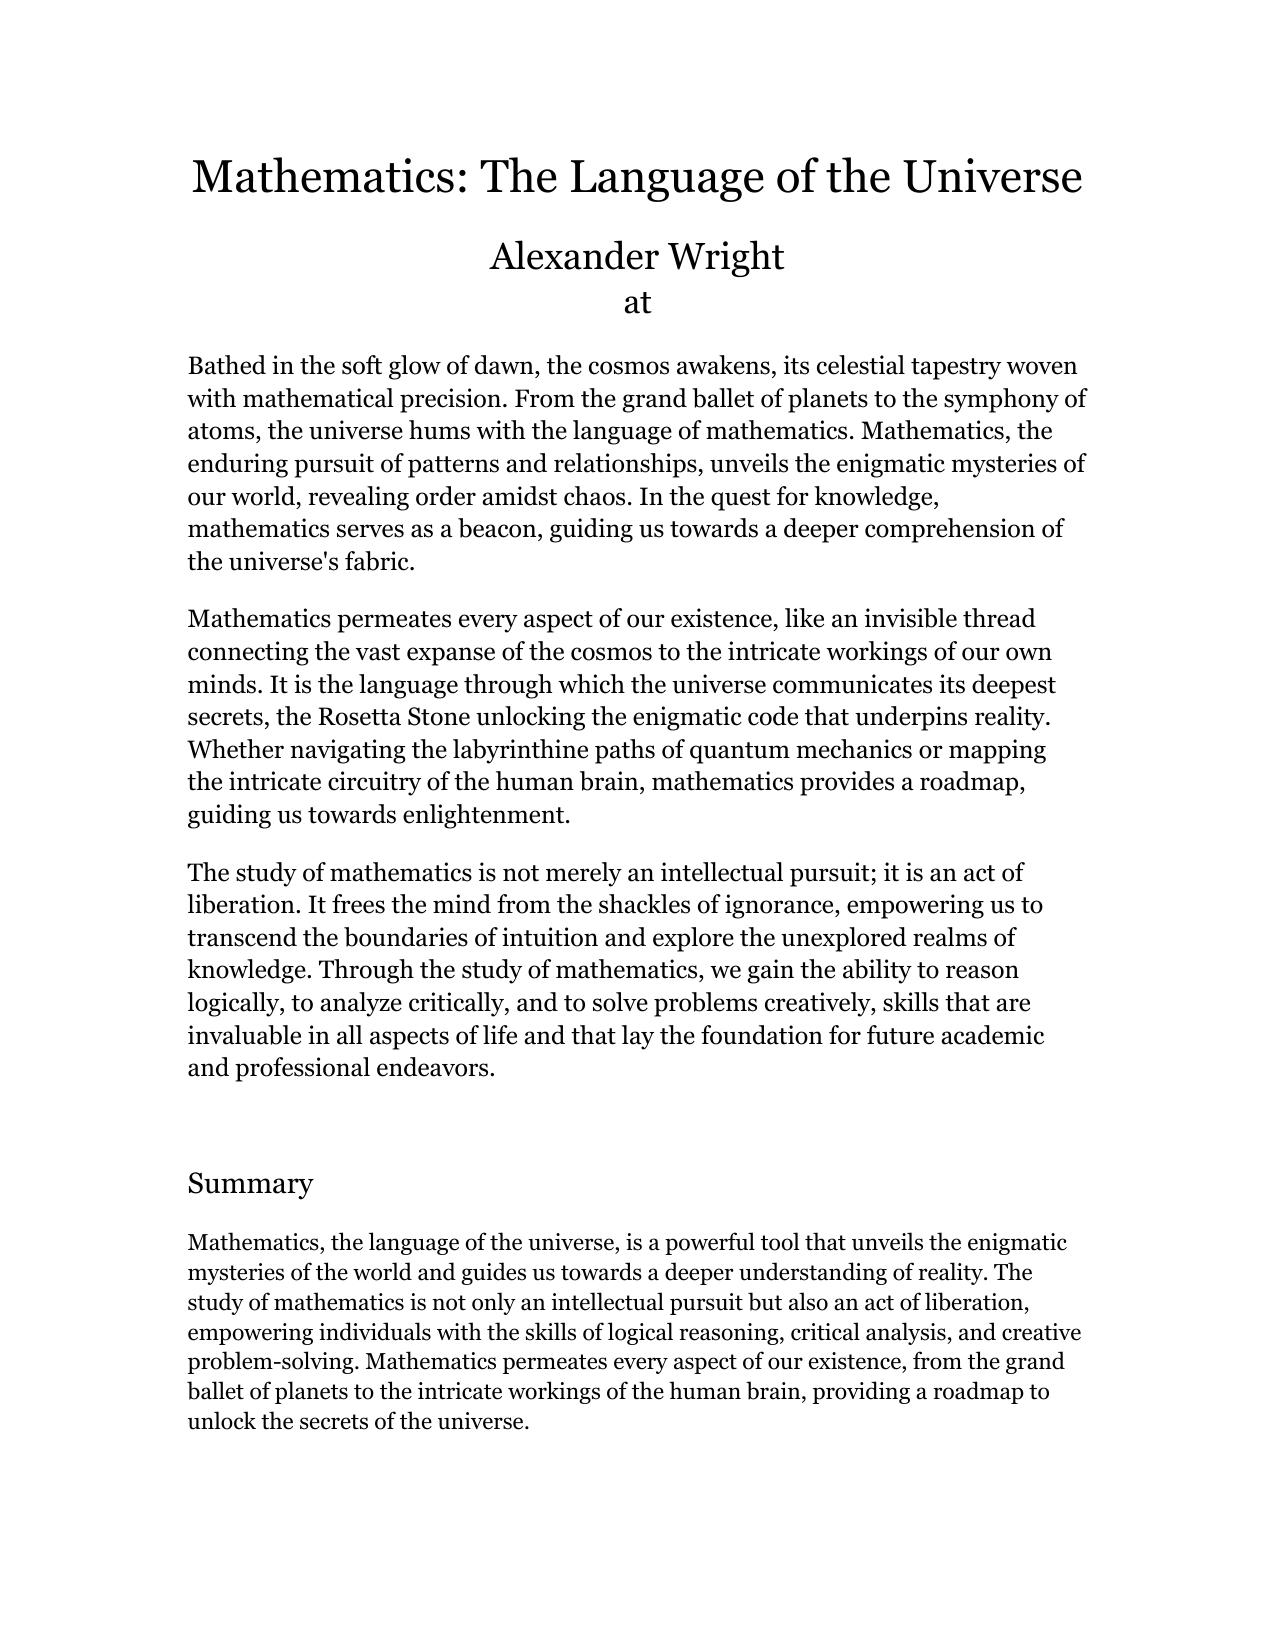 Mathematics: The Language of the Universe
Alexander Wright
at
Bathed in the soft glow of dawn, the cosmos awakens, its celestial tapestry woven
with mathematical precision. From the grand ballet of planets to the symphony of
atoms, the universe hums with the language of mathematics. Mathematics, the
enduring pursuit of patterns and relationships, unveils the enigmatic mysteries of
our world, revealing order amidst chaos. In the quest for knowledge,
mathematics serves as a beacon, guiding us towards a deeper comprehension of
the universe's fabric.
Mathematics permeates every aspect of our existence, like an invisible thread
connecting the vast expanse of the cosmos to the intricate workings of our own
minds. It is the language through which the universe communicates its deepest
secrets, the Rosetta Stone unlocking the enigmatic code that underpins reality.
Whether navigating the labyrinthine paths of quantum mechanics or mapping
the intricate circuitry of the human brain, mathematics provides a roadmap,
guiding us towards enlightenment.
The study of mathematics is not merely an intellectual pursuit; it is an act of
liberation. It frees the mind from the shackles of ignorance, empowering us to
transcend the boundaries of intuition and explore the unexplored realms of
knowledge. Through the study of mathematics, we gain the ability to reason
logically, to analyze critically, and to solve problems creatively, skills that are
invaluable in all aspects of life and that lay the foundation for future academic
and professional endeavors.
Summary
Mathematics, the language of the universe, is a powerful tool that unveils the enigmatic
mysteries of the world and guides us towards a deeper understanding of reality. The
study of mathematics is not only an intellectual pursuit but also an act of liberation,
empowering individuals with the skills of logical reasoning, critical analysis, and creative
problem-solving. Mathematics permeates every aspect of our existence, from the grand
ballet of planets to the intricate workings of the human brain, providing a roadmap to
unlock the secrets of the universe.